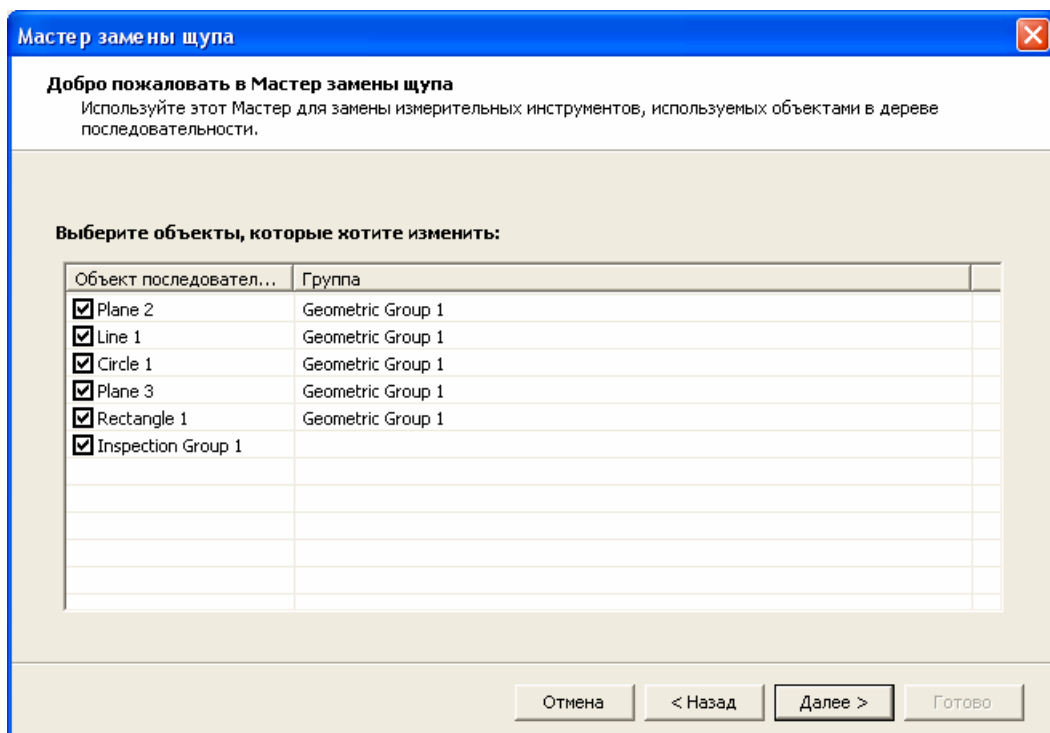 Мастер замены щупа
Добро пожаловать в Мастер замены щупа
Используйте этот Мастер для замены измерительных инструментов, используемых объектами в дереве
последовательности.
Выберите объекты, которые хотите изменить:
Объект последовател... Группа
Plane 2 Geometric Group 1
Line 1 Geometric Group 1
Circle 1 Geometric Group 1
Plane 3 Geometric Group 1
Rectangle 1 Geometric Group 1
Inspection Group 1
Отмена < Назад Далее > Готово